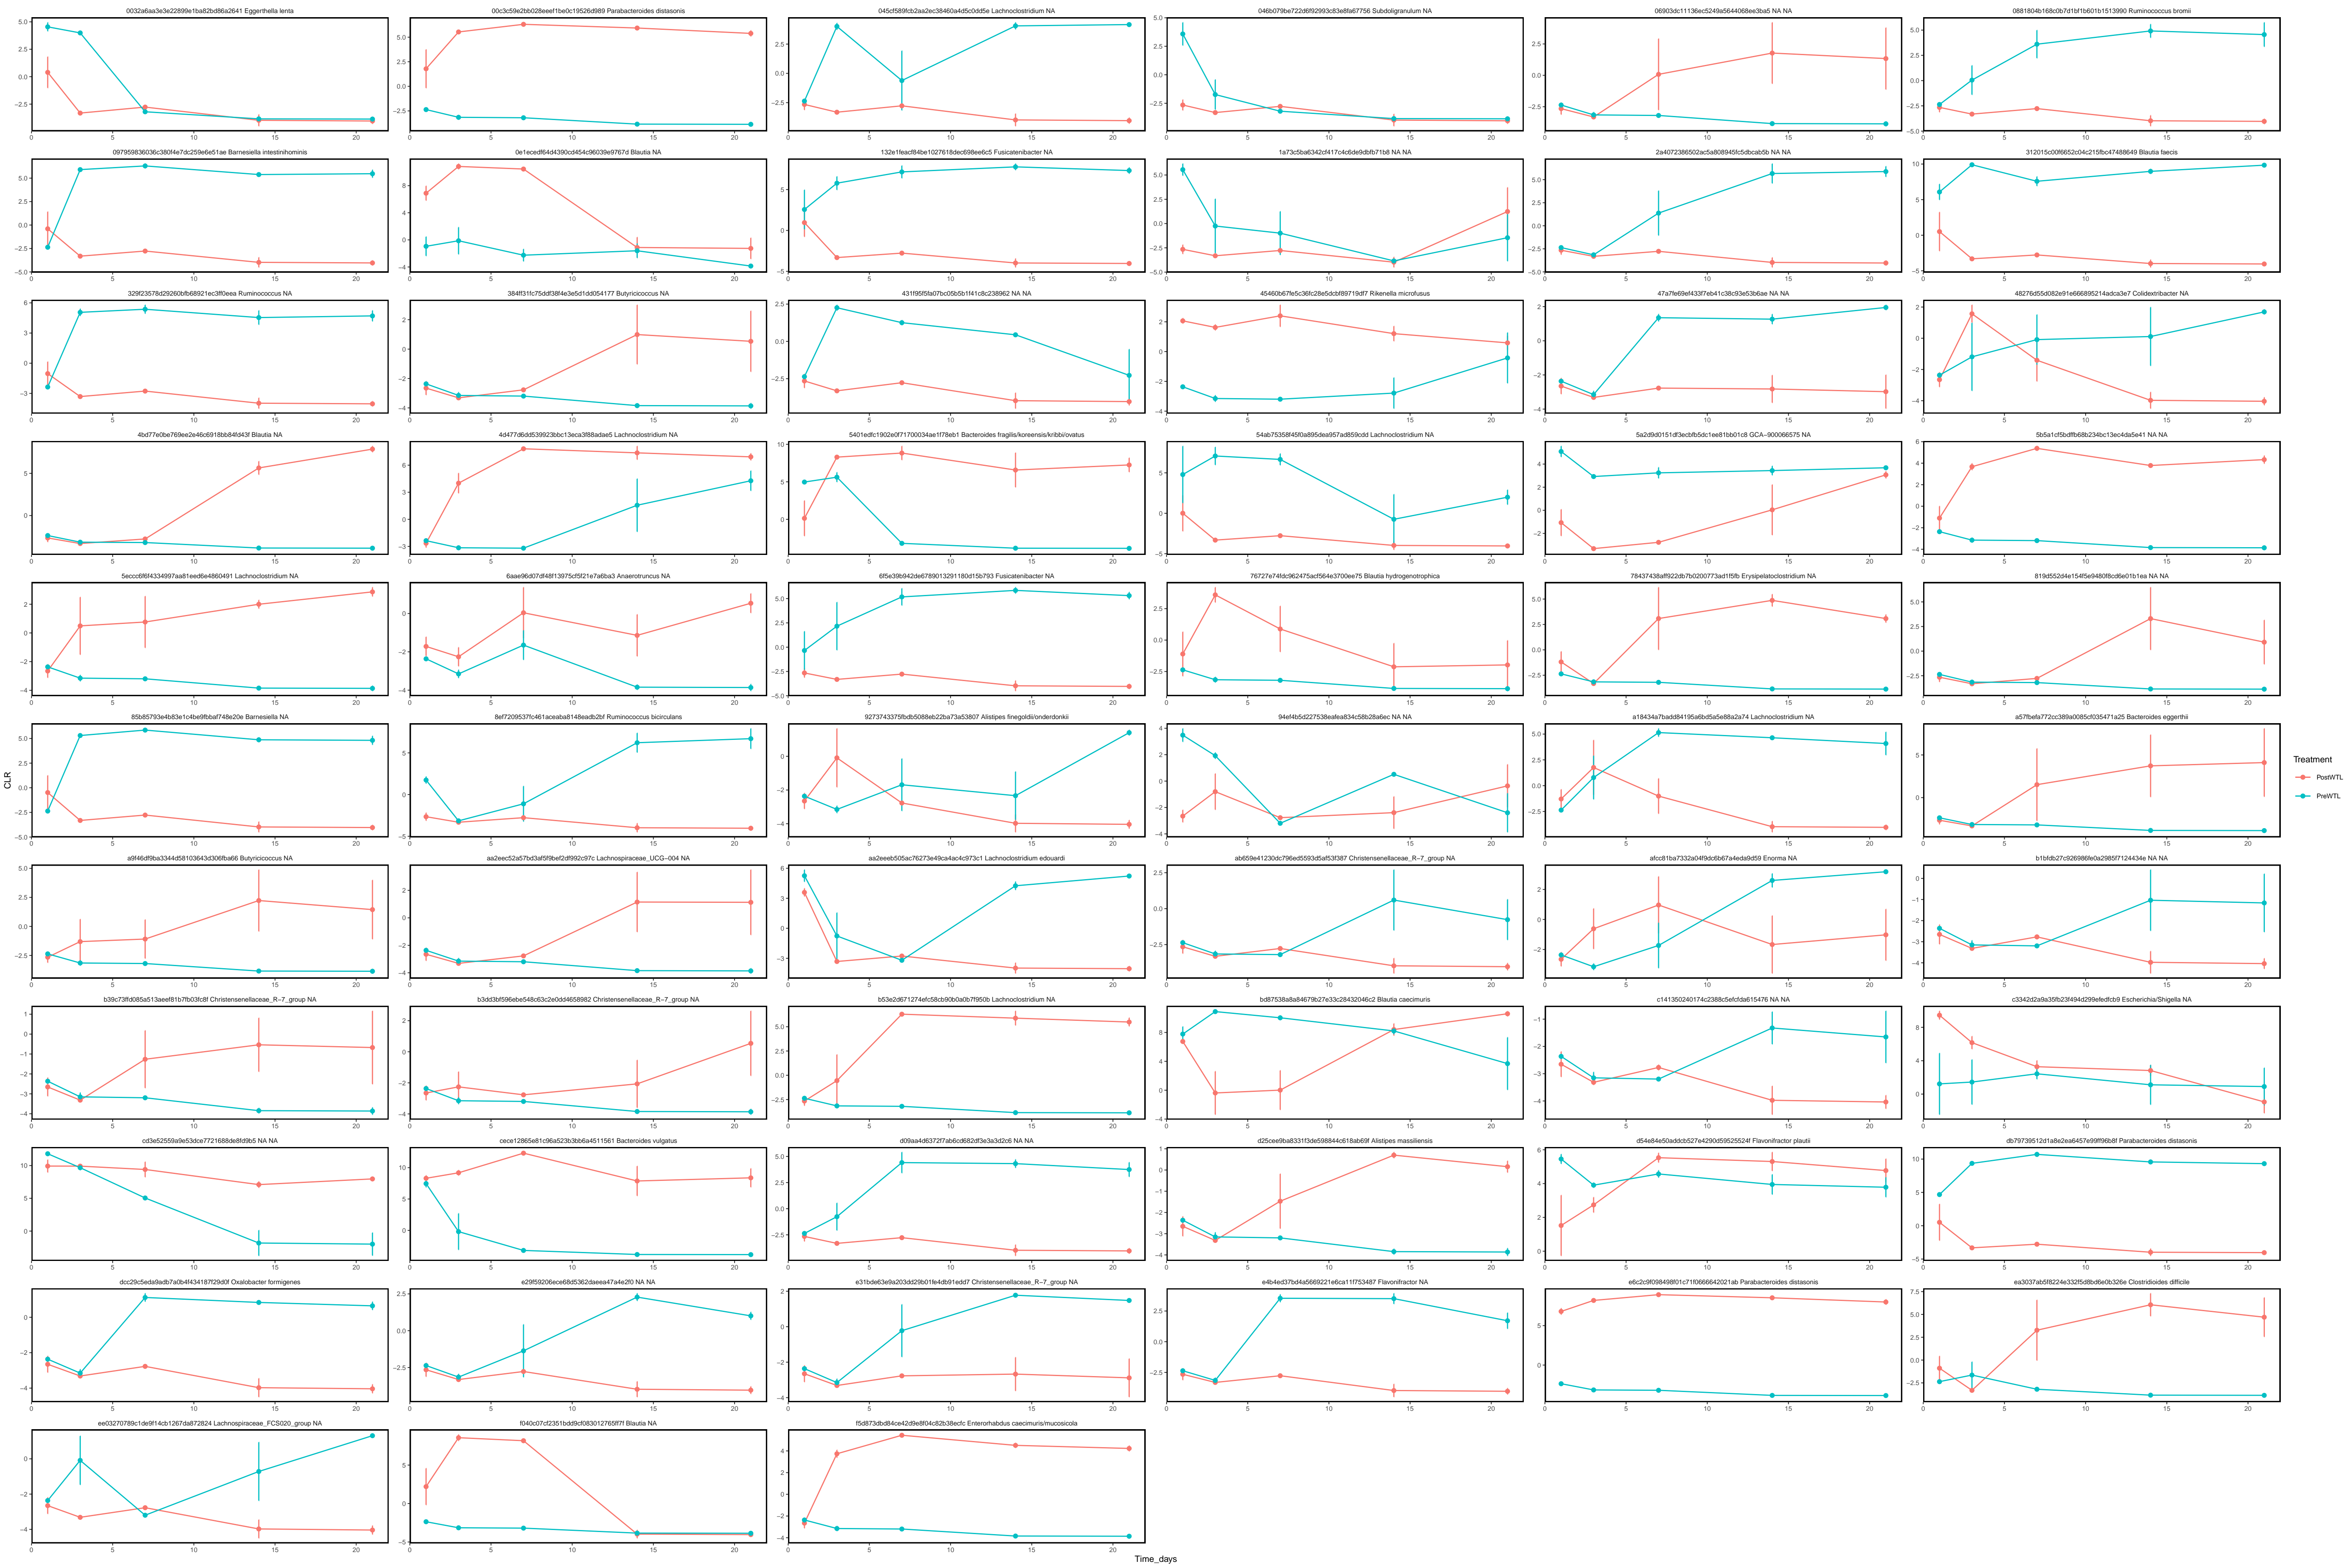 0032a6aa3e3e22899e1ba82bd86a2641 Eggerthella lenta
00c3c59e2bb028eeef1be0c19526d989 Parabacteroides distasonis
045cf589fcb2aa2ec38460a4d5c0dd5e Lachnoclostridium NA
046b079be722d6f92993c83e8fa67756 Subdoligranulum NA
06903dc11136ec5249a5644068ee3ba5 NA NA
0881804b168c0b7d1bf1b601b1513990 Ruminococcus bromii
097959836036c380f4e7dc259e6e51ae Barnesiella intestinihominis
0e1ecedf64d4390cd454c96039e9767d Blautia NA
132e1feacf84be1027618dec698ee6c5 Fusicatenibacter NA
1a73c5ba6342cf417c4c6de9dbfb71b8 NA NA
2a4072386502ac5a808945fc5dbcab5b NA NA
312015c00f6652c04c215fbc47488649 Blautia faecis
329f23578d29260bfb68921ec3ff0eea Ruminococcus NA
384ff31fc75ddf38f4e3e5d1dd054177 Butyricicoccus NA
431f95f5fa07bc05b5b1f41c8c238962 NA NA
45460b67fe5c36fc28e5dcbf89719df7 Rikenella microfusus
47a7fe69ef433f7eb41c38c93e53b6ae NA NA
48276d55d082e91e666895214adca3e7 Colidextribacter NA
4bd77e0be769ee2e46c6918bb84fd43f Blautia NA
4d477d6dd539923bbc13eca3f88adae5 Lachnoclostridium NA
5401edfc1902e0f71700034ae1f78eb1 Bacteroides fragilis/koreensis/kribbi/ovatus
54ab75358f45f0a895dea957ad859cdd Lachnoclostridium NA
5a2d9d0151df3ecbfb5dc1ee81bb01c8 GCA−900066575 NA
5b5a1cf5bdffb68b234bc13ec4da5e41 NA NA
5eccc6f6f4334997aa81eed6e4860491 Lachnoclostridium NA
6aae96d07df48f13975cf5f21e7a6ba3 Anaerotruncus NA
6f5e39b942de6789013291180d15b793 Fusicatenibacter NA
76727e74fdc962475acf564e3700ee75 Blautia hydrogenotrophica
78437438aff922db7b0200773ad1f5fb Erysipelatoclostridium NA
819d552d4e154f5e9480f8cd6e01b1ea NA NA
85b85793e4b83e1c4be9fbbaf748e20e Barnesiella NA
8ef7209537fc461aceaba8148eadb2bf Ruminococcus bicirculans
9273743375fbdb5088eb22ba73a53807 Alistipes finegoldii/onderdonkii
94ef4b5d227538eafea834c58b28a6ec NA NA
a18434a7badd84195a6bd5a5e88a2a74 Lachnoclostridium NA
a57fbefa772cc389a0085cf035471a25 Bacteroides eggerthii
CLR
Treatment
PostWTL
PreWTL
a9f46df9ba3344d58103643d306fba66 Butyricicoccus NA
aa2eec52a57bd3af5f9bef2df992c97c Lachnospiraceae_UCG−004 NA
aa2eeeb505ac76273e49ca4ac4c973c1 Lachnoclostridium edouardi
ab659e41230dc796ed5593d5af53f387 Christensenellaceae_R−7_group NA
afcc81ba7332a04f9dc6b67a4eda9d59 Enorma NA
b1bfdb27c926986fe0a2985f7124434e NA NA
b39c73ffd085a513aeef81b7fb03fc8f Christensenellaceae_R−7_group NA
b3dd3bf596ebe548c63c2e0dd4658982 Christensenellaceae_R−7_group NA
b53e2d671274efc58cb90b0a0b7f950b Lachnoclostridium NA
bd87538a8a84679b27e33c28432046c2 Blautia caecimuris
c141350240174c2388c5efcfda615476 NA NA
c3342d2a9a35fb23f494d299efedfcb9 Escherichia/Shigella NA
cd3e52559a9e53dce7721688de8fd9b5 NA NA
cece12865e81c96a523b3bb6a4511561 Bacteroides vulgatus
d09aa4d6372f7ab6cd682df3e3a3d2c6 NA NA
d25cee9ba8331f3de598844c618ab69f Alistipes massiliensis
d54e84e50addcb527e4290d59525524f Flavonifractor plautii
db79739512d1a8e2ea6457e99ff96b8f Parabacteroides distasonis
dcc29c5eda9adb7a0b4f434187f29d0f Oxalobacter formigenes
e29f59206ece68d5362daeea47a4e2f0 NA NA
e31bde63e9a203dd29b01fe4db91edd7 Christensenellaceae_R−7_group NA
e4b4ed37bd4a5669221e6ca11f753487 Flavonifractor NA
e6c2c9f098498f01c71f0666642021ab Parabacteroides distasonis
ea3037ab5f8224e332f5d8bd6e0b326e Clostridioides difficile
ee03270789c1de9f14cb1267da872824 Lachnospiraceae_FCS020_group NA
f040c07cf2351bdd9cf083012765ff7f Blautia NA
f5d873dbd84ce42d9e8f04c82b38ecfc Enterorhabdus caecimuris/mucosicola
0 5 10 15 20
Time_days